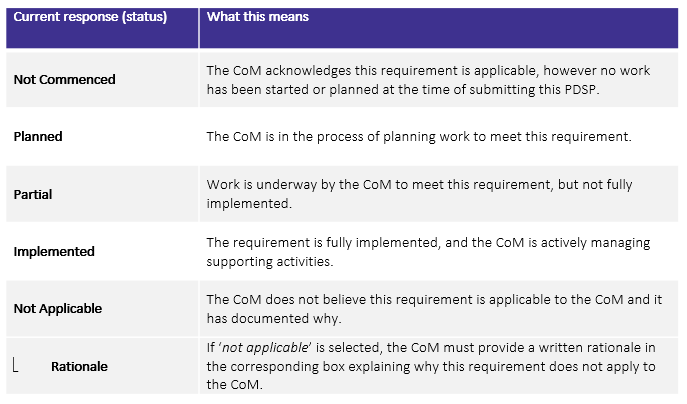 Current response (status) What this means
Not Commenced
The CoM acknowledges this requirement is applicable, however no work
has been started or planned at the time of submitting this PDSP.
Planned
The CoM is in the process of planning work to meet this requirement.
Partial
Work is underway by the CoM to meet this requirement, but not fully
implemented.
Implemented
The requirement is fully implemented, and the CoM is actively managing
supporting activities.
Not Applicable
The CoM does not believe this requirement is applicable to the CoM and it
has documented why.
Rationale
If ‘not applicable’ is selected, the CoM must provide a written rationale in
the corresponding box explaining why this requirement does not apply to
the CoM.